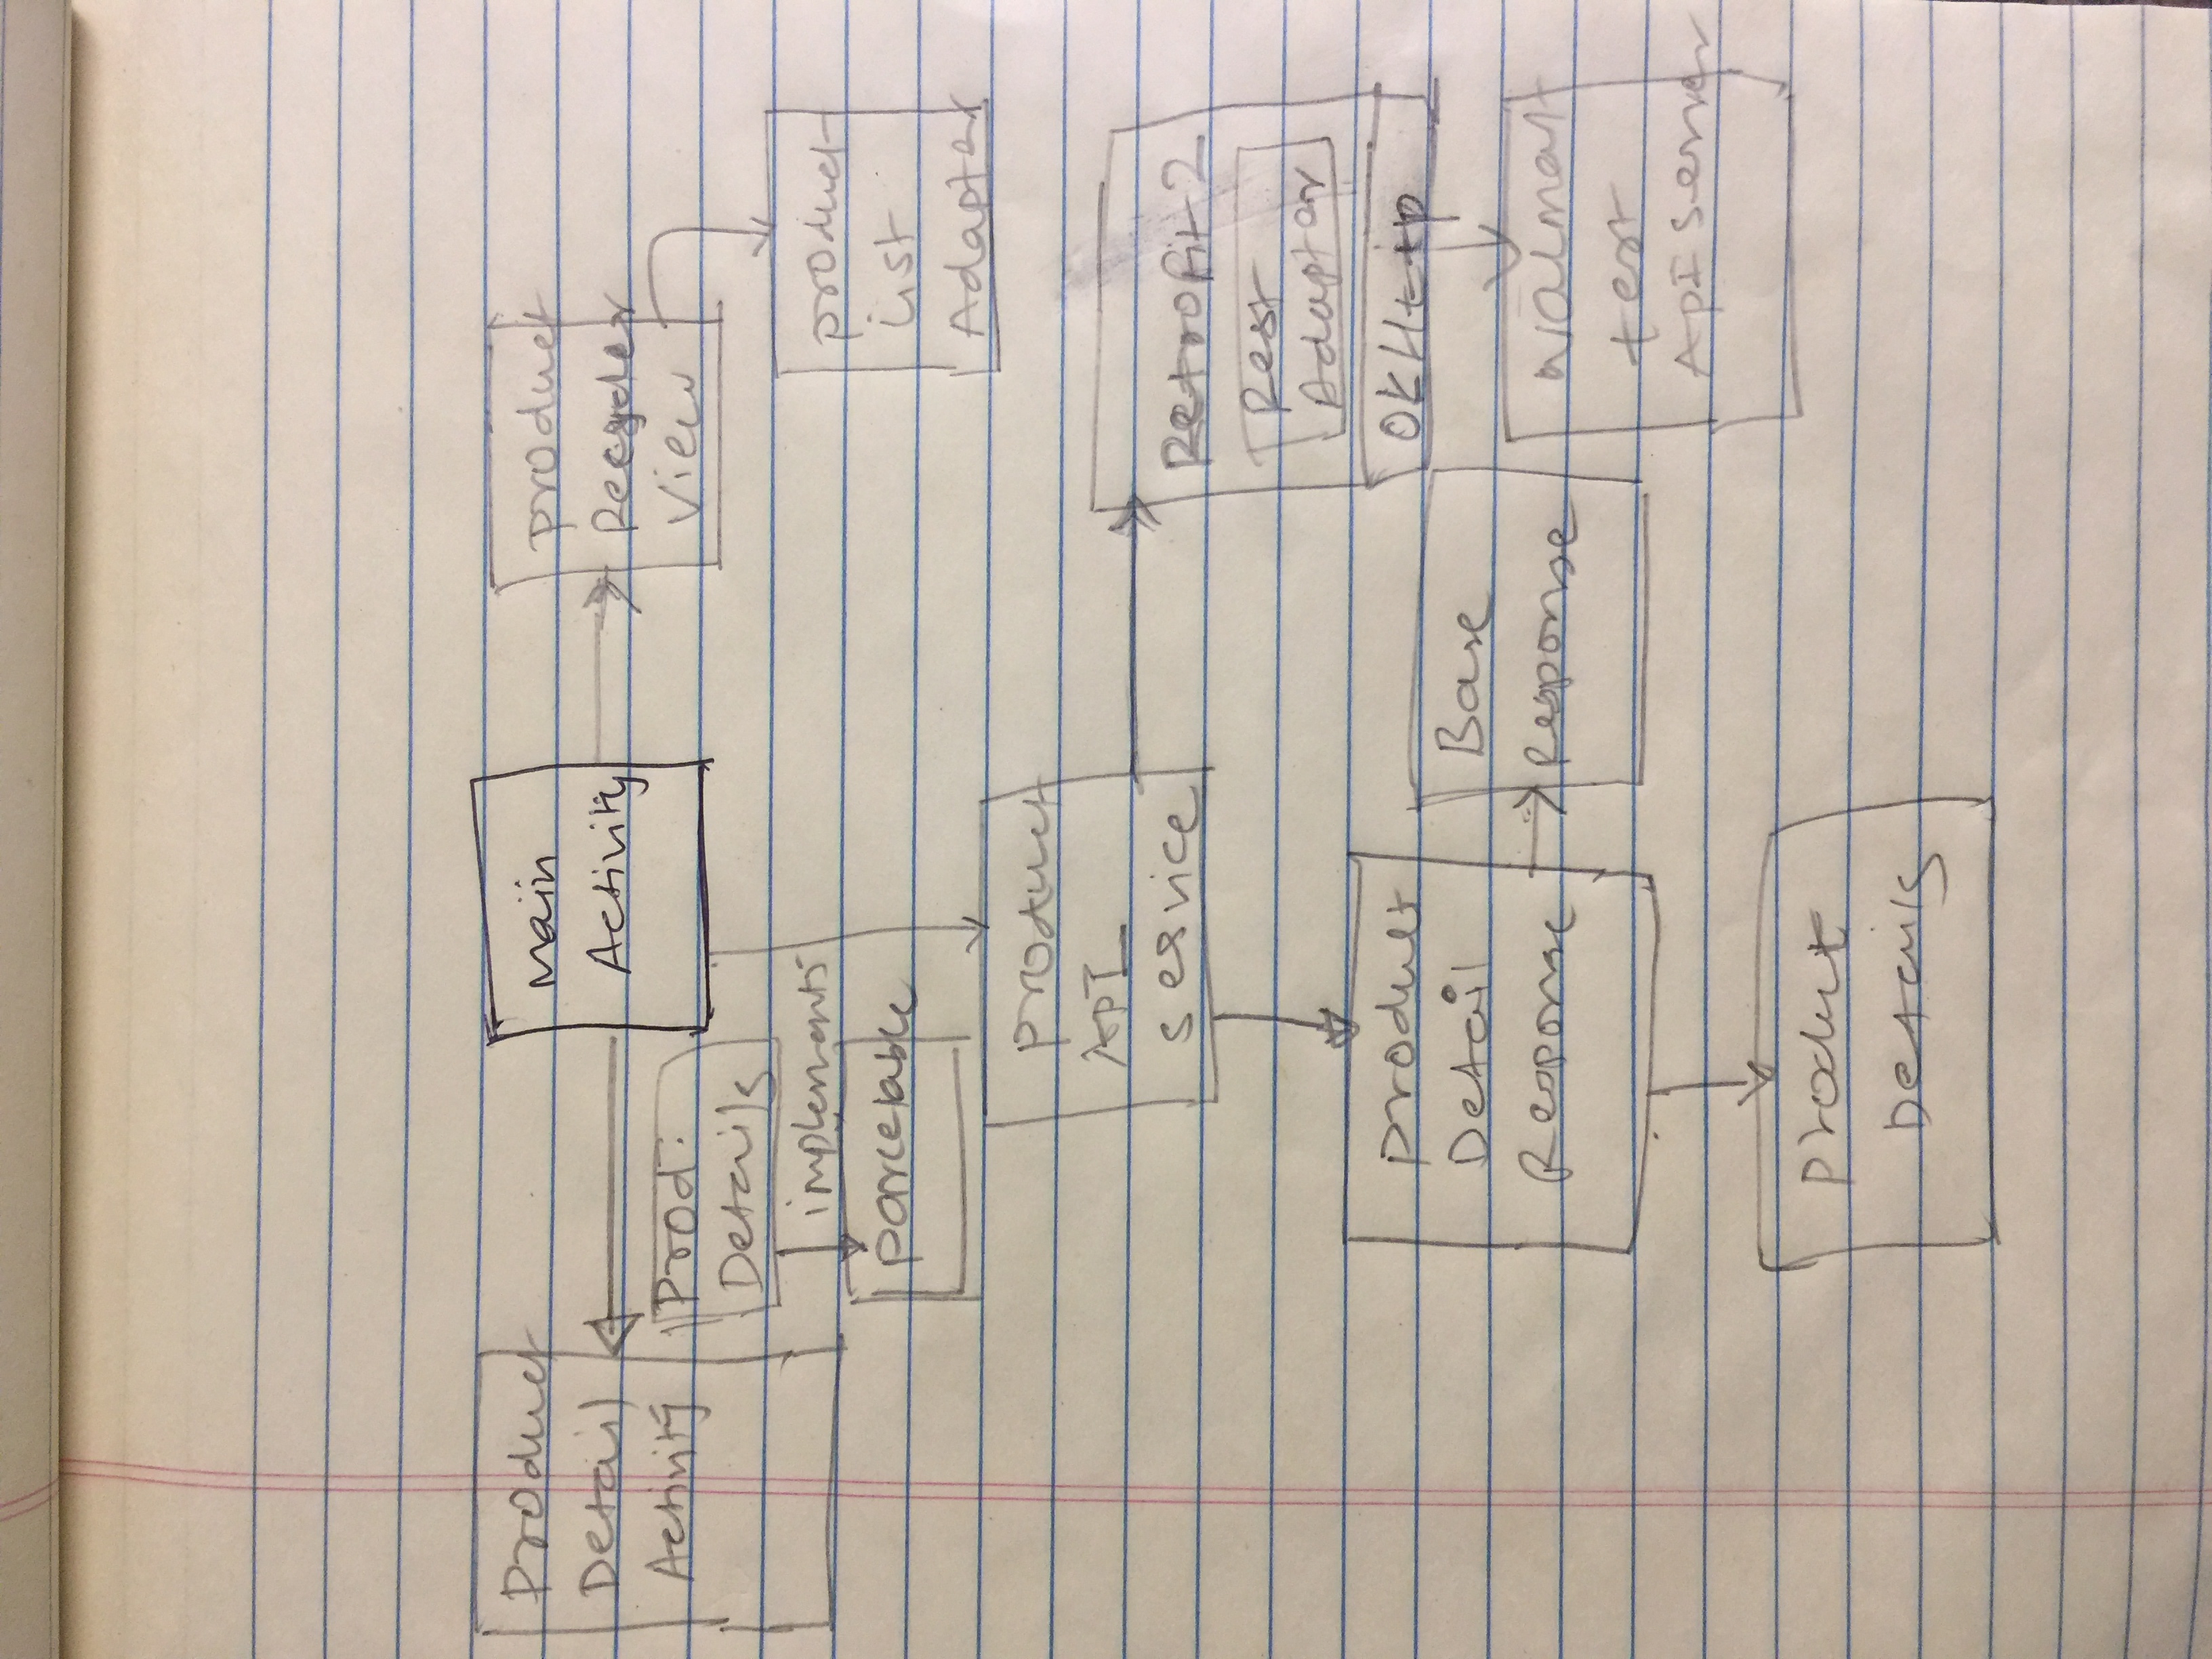 Product
Detail
Activity
Main
Activity
product
Recycler
View
Prod.
Details
implements
parcelable
product
List
Adapter
product
API
service
Retrofit 2
Rest
Adapter
OKHttp
product
Detail
Response
Base
Response
walmart
test
API Server
product
Details